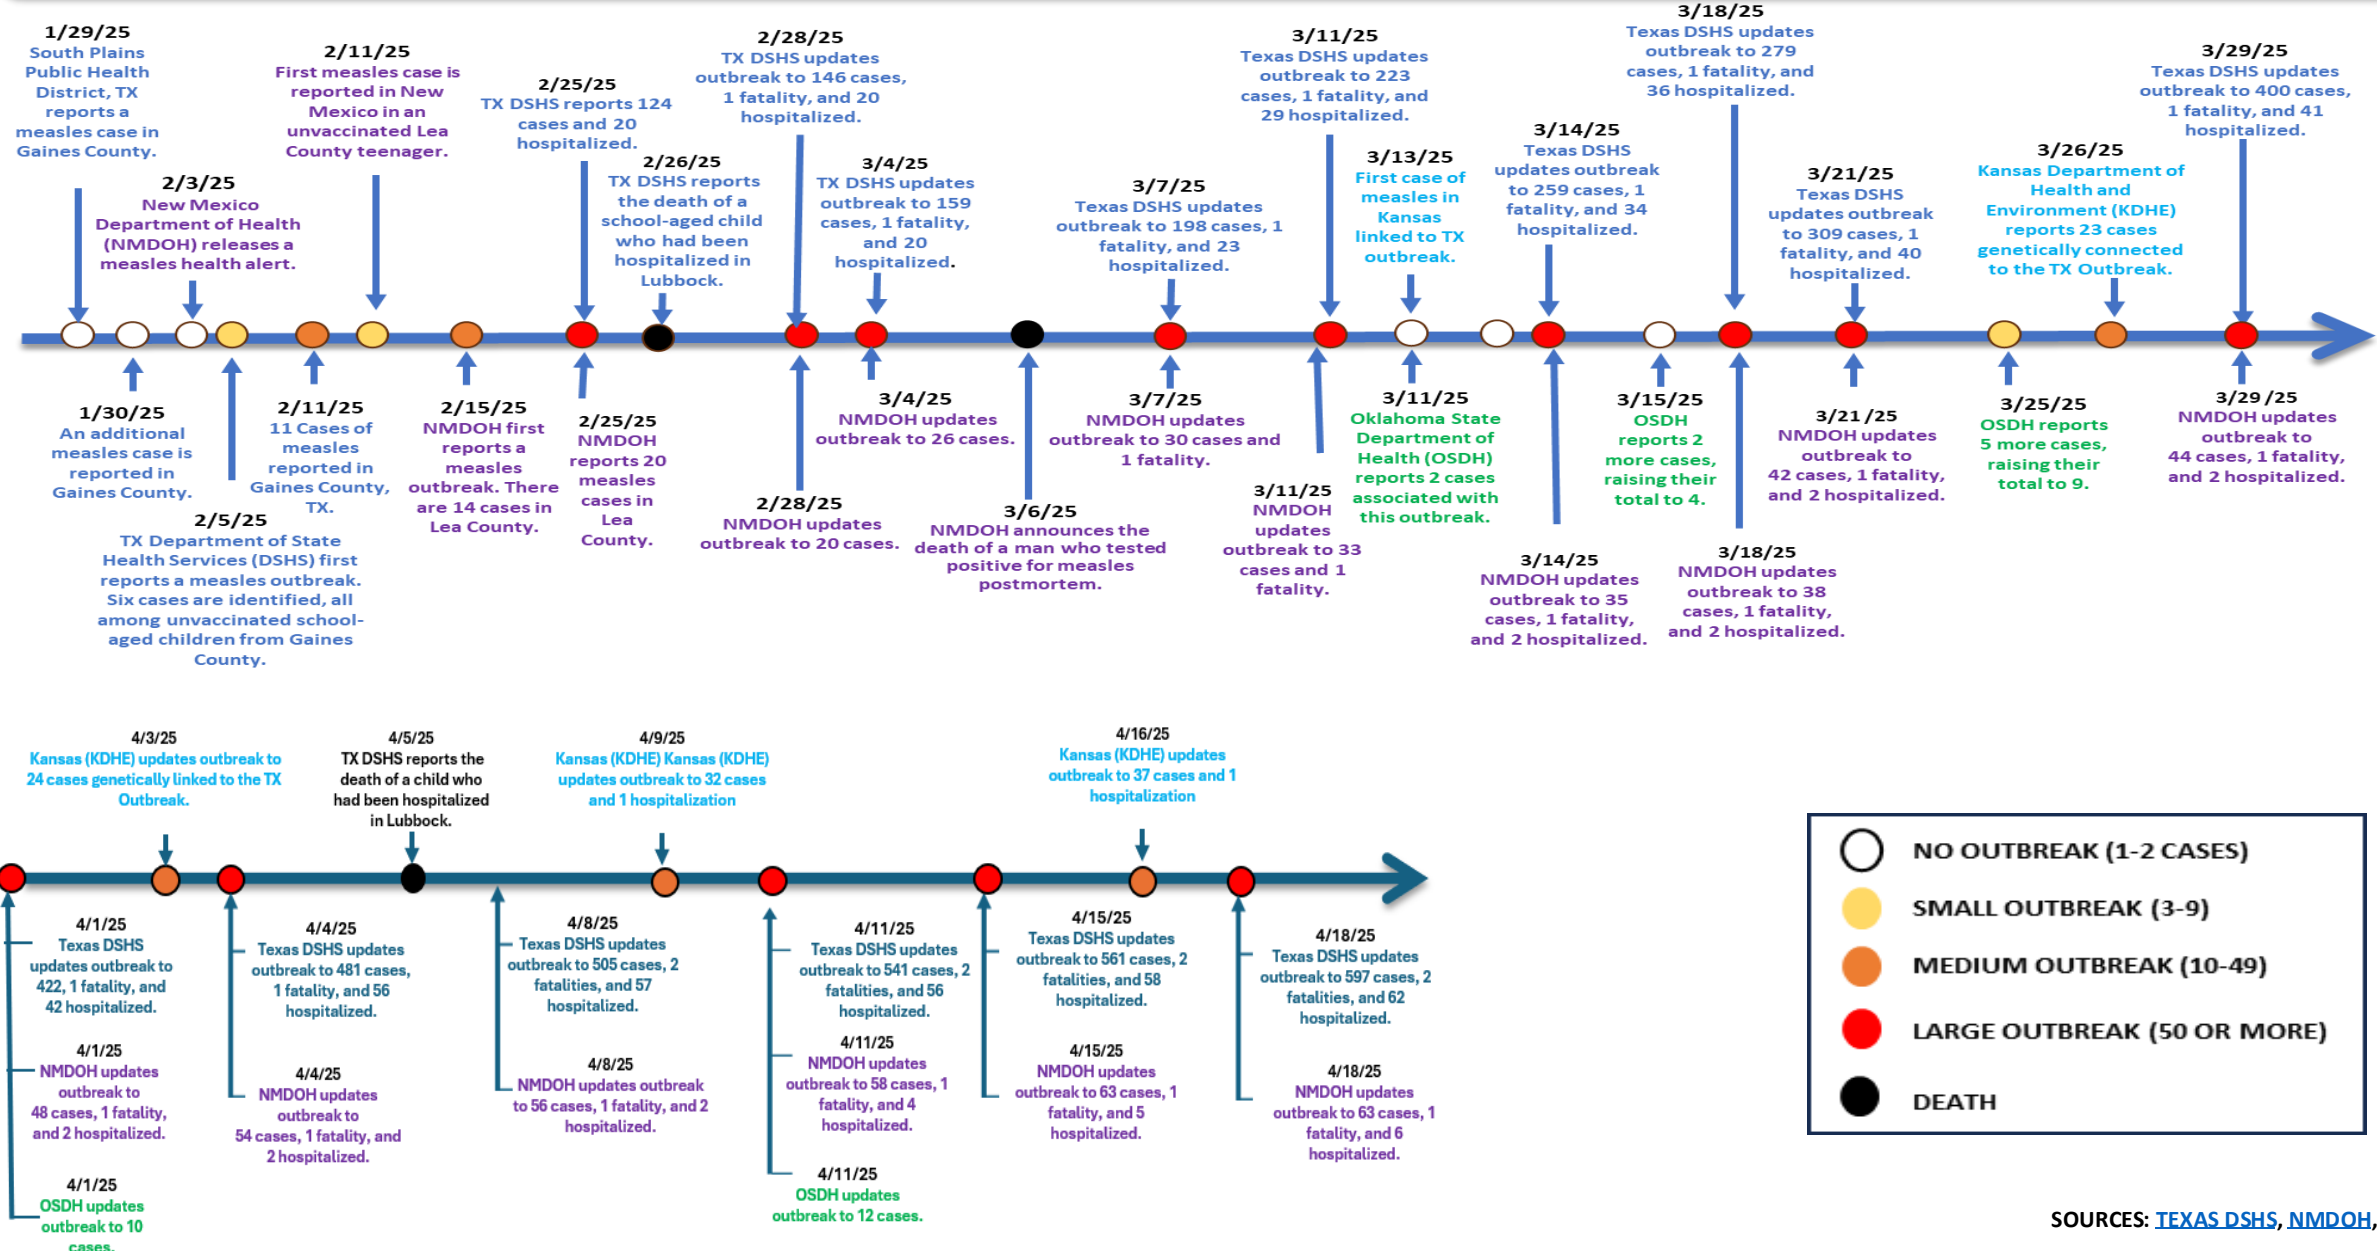 1/29/25
South Plains
Public Health
District, TX
reports a
measles case in
Gaines County.
2/3/25
New Mexico
Department of Health
(NMDOH) releases a
measles health alert.
2/11/25
First measles case is
reported in New
Mexico in an
unvaccinated Lea
County teenager.
2/25/25
TX DSHS reports 124
cases and 20
hospitalized.
2/26/25
TX DSHS reports
the death of a
school-aged child
who had been
hospitalized in
Lubbock.
2/28/25
TX DSHS updates
outbreak to 146 cases,
1 fatality, and 20
hospitalized.
3/4/25
TX DSHS updates
outbreak to 159
cases, 1 fatality,
and 20
hospitalized.
3/7/25
Texas DSHS updates
outbreak to 198 cases, 1
fatality, and 23
hospitalized.
3/11/25
Texas DSHS updates
outbreak to 223
cases, 1 fatality, and
29 hospitalized.
3/13/25
First case of
measles in
Kansas
linked to TX
outbreak.
3/14/25
Texas DSHS
updates outbreak
to 259 cases, 1
fatality, and 34
hospitalized.
3/18/25
Texas DSHS updates
outbreak to 279
cases, 1 fatality, and
36 hospitalized.
3/21/25
Texas DSHS
updates outbreak
to 309 cases, 1
fatality, and 40
hospitalized.
3/26/25
Kansas Department of
Health and
Environment (KDHE)
reports 23 cases
genetically connected
to the TX Outbreak.
3/29/25
Texas DSHS updates
outbreak to 400 cases,
1 fatality, and 41
hospitalized.
1/30/25
An additional
measles case is
reported in
Gaines County.
2/5/25
TX Department of State
Health Services (DSHS) first
reports a measles outbreak.
Six cases are identified, all
among unvaccinated school-
aged children from Gaines
County.
2/11/25
11 Cases of
measles
reported in
Gaines County,
TX.
2/15/25
NMDOH first
reports a
measles
outbreak. There
are 14 cases in
Lea County.
2/25/25
NMDOH
reports 20
measles
cases in
Lea
County.
2/28/25
NMDOH updates
outbreak to 20 cases.
3/4/25
NMDOH updates
outbreak to 26 cases.
3/6/25
NMDOH announces the
death of a man who tested
positive for measles
postmortem.
3/7/25
NMDOH updates
outbreak to 30 cases and
1 fatality.
3/11/25
NMDOH
updates
outbreak to 33
cases and 1
fatality.
3/11/25
Oklahoma State
Department of
Health (OSDH)
reports 2 cases
associated with
this outbreak.
3/14/25
NMDOH updates
outbreak to 35
cases, 1 fatality,
and 2 hospitalized.
3/15/25
OSDH
reports 2
more cases,
raising their
total to 4.
3/18/25
NMDOH updates
outbreak to 38
cases, 1 fatality,
and 2 hospitalized.
3/21/25
NMDOH updates
outbreak to
42 cases, 1 fatality,
and 2 hospitalized.
3/25/25
OSDH reports
5 more cases,
raising their
total to 9.
3/29/25
NMDOH updates
outbreak to
44 cases, 1 fatality,
and 2 hospitalized.
4/3/25
Kansas (KDHE) updates outbreak to
24 cases genetically linked to the TX
Outbreak.
4/5/25
TX DSHS reports the
death of a child who
had been hospitalized
in Lubbock.
4/9/25
Kansas (KDHE) Kansas (KDHE)
updates outbreak to 32 cases
and 1 hospitalization
4/16/25
Kansas (KDHE) updates
outbreak to 37 cases and 1
hospitalization
4/1/25
Texas DSHS
updates outbreak to
422, 1 fatality, and
42 hospitalized.
4/1/25
NMDOH updates
outbreak to
48 cases, 1 fatality,
and 2 hospitalized.
4/1/25
OSDH updates
outbreak to 10
cases.
4/4/25
Texas DSHS updates
outbreak to 481 cases,
1 fatality, and 56
hospitalized.
4/4/25
NMDOH updates
outbreak to
54 cases, 1 fatality, and
2 hospitalized.
4/8/25
Texas DSHS updates
outbreak to 505 cases, 2
fatalities, and 57
hospitalized.
4/8/25
NMDOH updates outbreak
to 56 cases, 1 fatality, and 2
hospitalized.
4/11/25
Texas DSHS updates
outbreak to 541 cases, 2
fatalities, and 56
hospitalized.
4/11/25
NMDOH updates
outbreak to 58 cases, 1
fatality, and 4
hospitalized.
4/11/25
OSDH updates
outbreak to 12 cases.
4/15/25
Texas DSHS updates
outbreak to 561 cases, 2
fatalities, and 58
hospitalized.
4/15/25
NMDOH updates
outbreak to 63 cases, 1
fatality, and 5
hospitalized.
4/18/25
Texas DSHS updates
outbreak to 597 cases, 2
fatalities, and 62
hospitalized.
4/18/25
NMDOH updates
outbreak to 63 cases, 1
fatality, and 6
hospitalized.
NO OUTBREAK (1-2 CASES)
SMALL OUTBREAK (3-9)
MEDIUM OUTBREAK (10-49)
LARGE OUTBREAK (50 OR MORE)
DEATH
SOURCES: TEXAS DSHS, NMDOH,